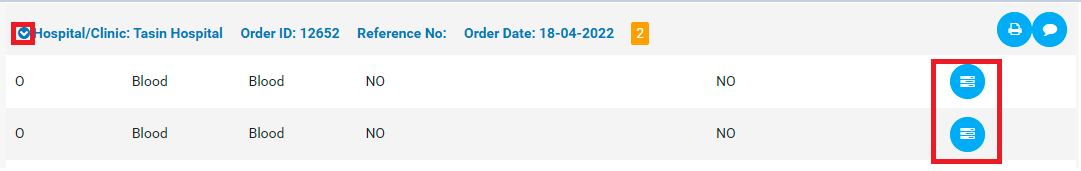 Hospital/Clinic: Tasin Hospital Order ID: 12652 Reference No: Order Date: 18-04-2022 2
O Blood Blood NO NO
O Blood Blood NO NO